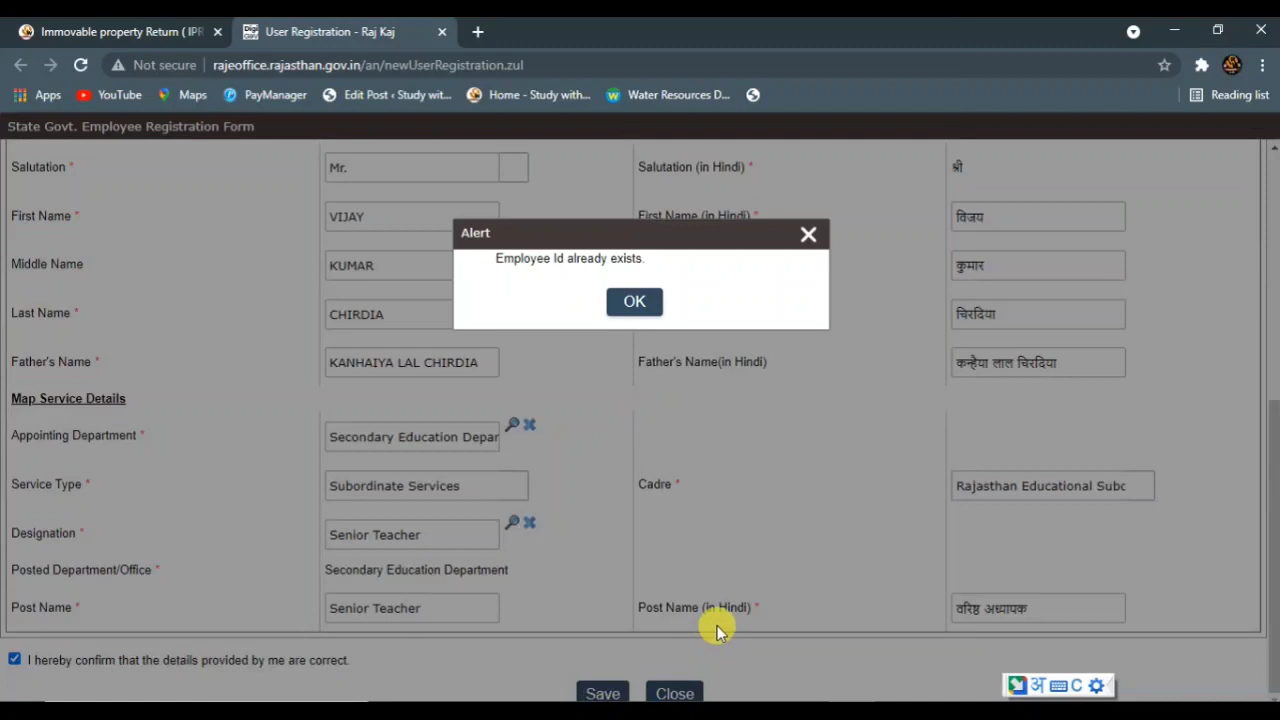 Immovable property Return ( IPR
User Registration - Raj Kaj
Not secure rajeoffice.rajasthan.gov.in/an/newUserRegistration.zul
Apps YouTube Maps PayManager Edit Post ‹ Study wit... Home - Study with... Water Resources D... Reading list
State Govt. Employee Registration Form
Salutation * Mr. Salutation (in Hindi) * श्री
First Name * VIJAY First Name (in Hindi) * विजय
Alert
Employee Id already exists.
OK
Middle Name KUMAR कुमार
Last Name * CHIRDIA चिरदिया
Father's Name * KANHAIYA LAL CHIRDIA Father's Name(in Hindi) कन्हैया लाल चिरदिया
Map Service Details
Appointing Department * Secondary Education Depar
Service Type * Subordinate Services Cadre * Rajasthan Educational Subc
Designation * Senior Teacher
Posted Department/Office * Secondary Education Department
Post Name * Senior Teacher Post Name (in Hindi) * वरिष्ठ अध्यापक
I hereby confirm that the details provided by me are correct.
अ C
Save Close